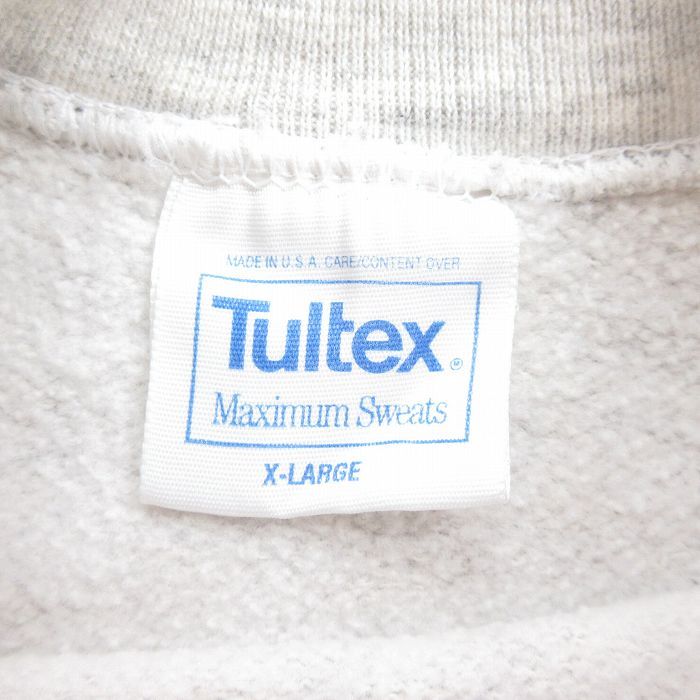 MADE IN U.S.A. CARE/CONTENT OVER
Tultex
Maximum Sweats
X-LARGE